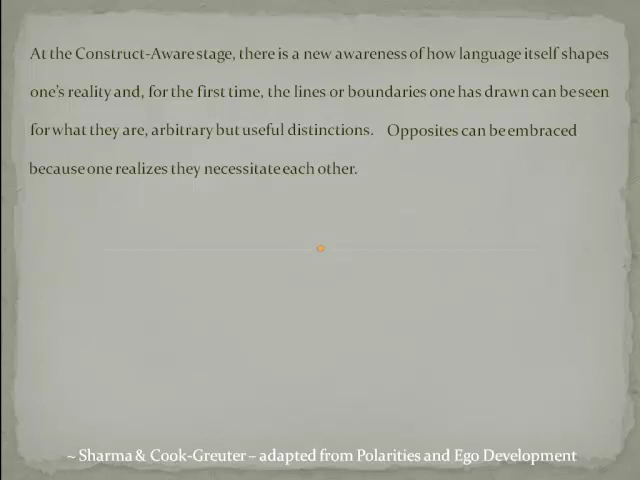 At the Construct-Aware stage, there is a new awareness of how language itself shapes
one's reality and, for the first time, the lines or boundaries one has drawn can be seen
for what they are, arbitrary but useful distinctions. Opposites can be embraced
because one realizes they necessitate each other.
~ Sharma & Cook-Greuter – adapted from Polarities and Ego Development